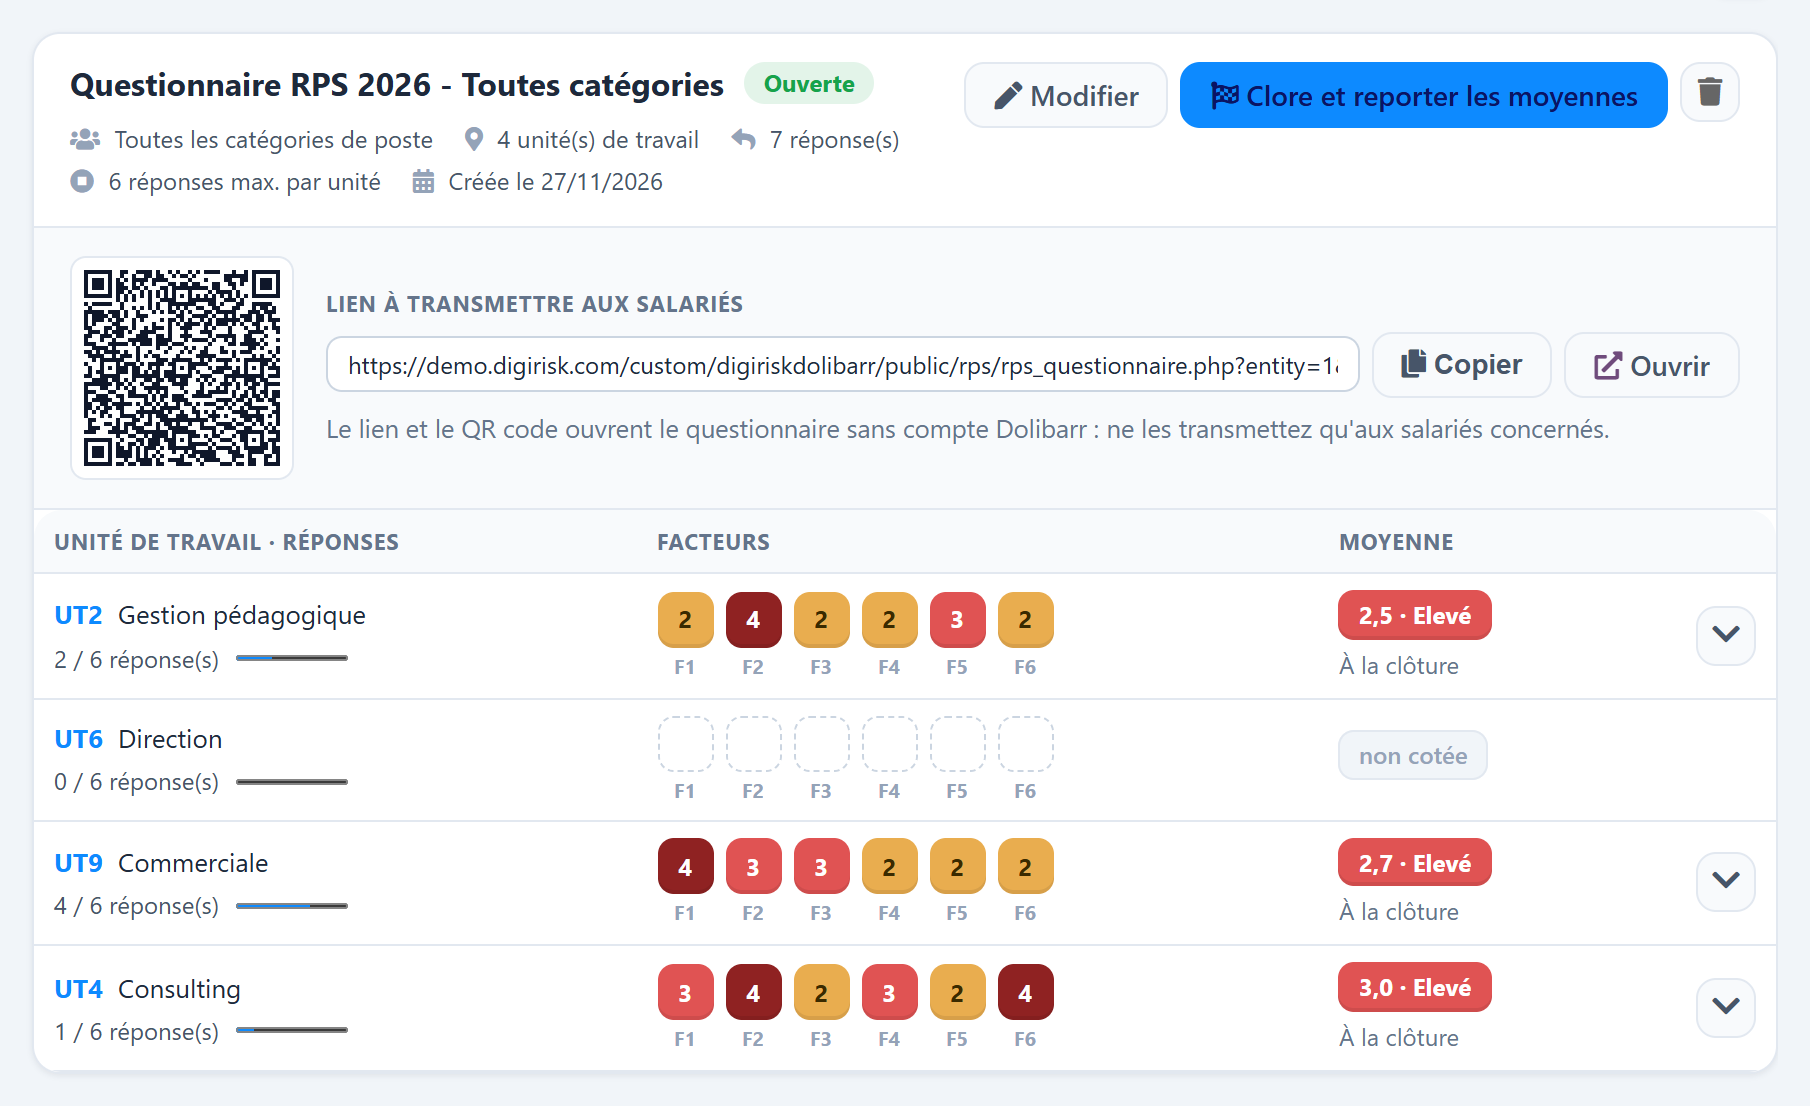 Questionnaire RPS 2026 - Toutes catégories Ouverte
Modifier
Clore et reporter les moyennes
Toutes les catégories de poste 4 unité(s) de travail 7 réponse(s)
6 réponses max. par unité Créée le 27/11/2026
LIEN À TRANSMETTRE AUX SALARIÉS
https://demo.digirisk.com/custom/digiriskdolibarr/public/rps/rps_questionnaire.php?entity=1
Copier
Ouvrir
Le lien et le QR code ouvrent le questionnaire sans compte Dolibarr : ne les transmettez qu'aux salariés concernés.
UNITÉ DE TRAVAIL · RÉPONSES FACTEURS MOYENNE
UT2 Gestion pédagogique
2 / 6 réponse(s)
2 4 2 2 3 2
F1 F2 F3 F4 F5 F6
2,5 · Elevé
À la clôture
UT6 Direction
0 / 6 réponse(s)
F1 F2 F3 F4 F5 F6
non cotée
UT9 Commerciale
4 / 6 réponse(s)
4 3 3 2 2 2
F1 F2 F3 F4 F5 F6
2,7 · Elevé
À la clôture
UT4 Consulting
1 / 6 réponse(s)
3 4 2 3 2 4
F1 F2 F3 F4 F5 F6
3,0 · Elevé
À la clôture